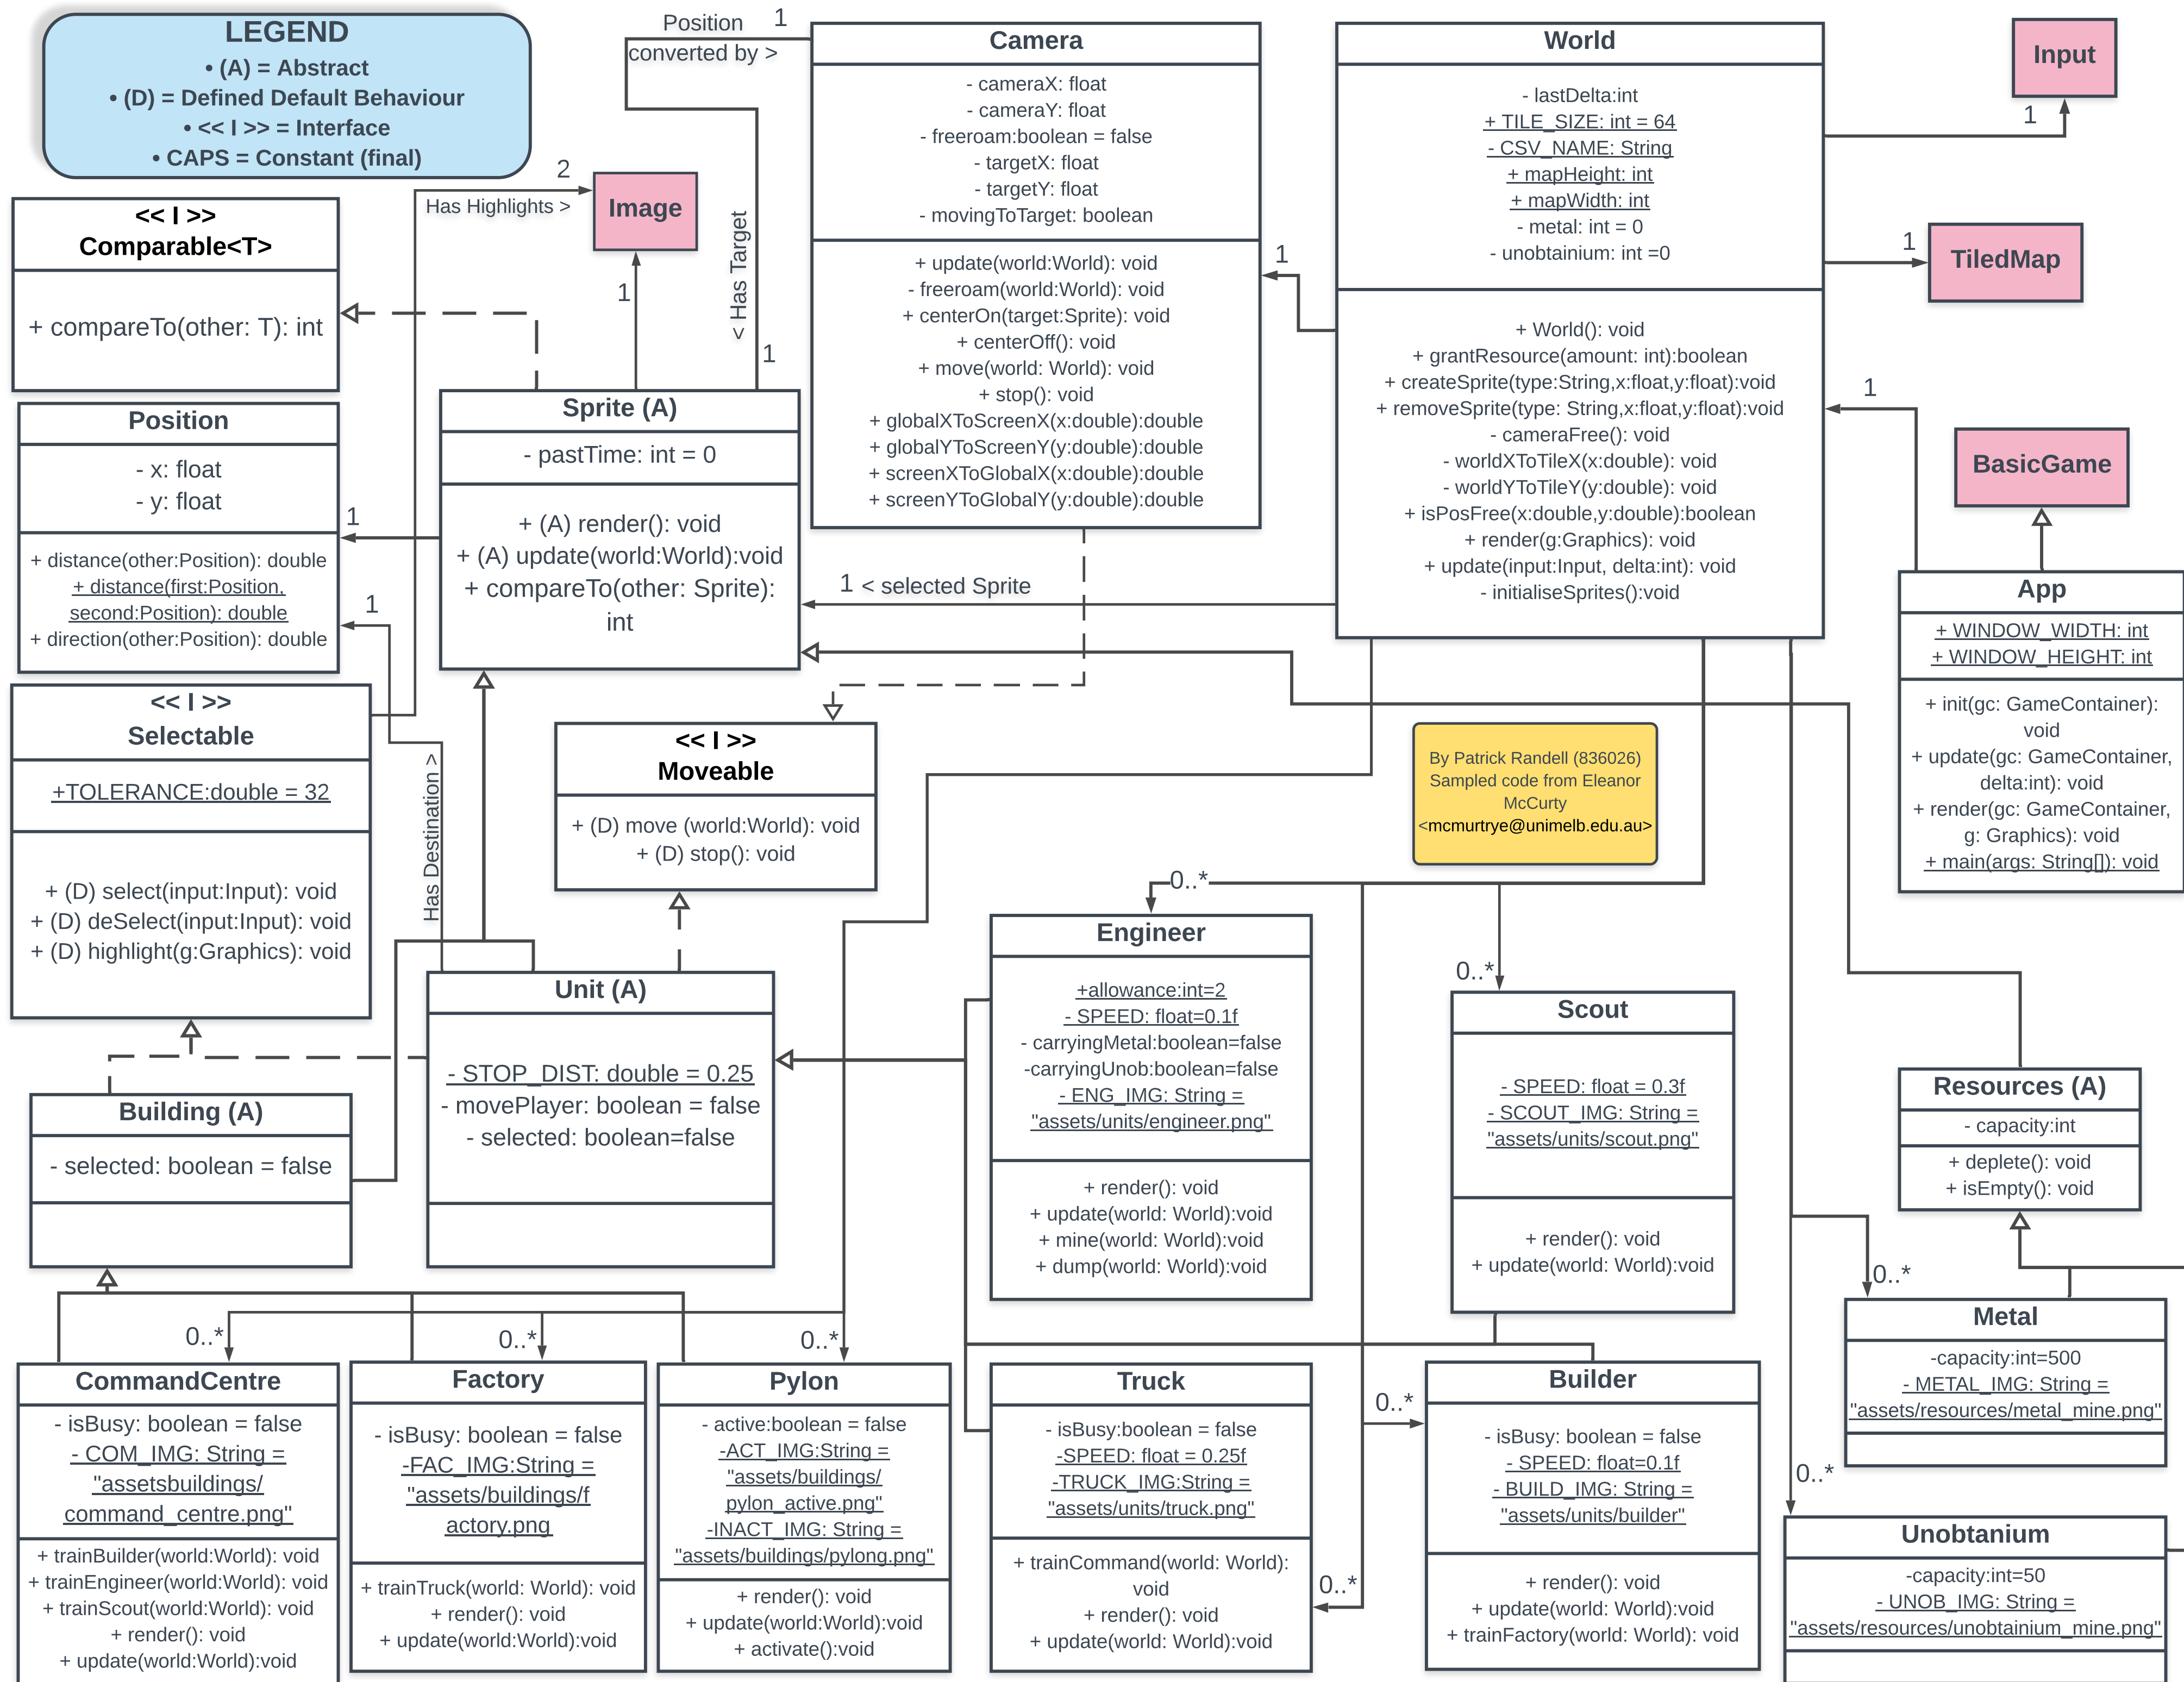 LEGEND
• (A) = Abstract
• (D) = Defined Default Behaviour
• << I >> = Interface
• CAPS = Constant (final)
Position
converted by >
1
< Has Target
1
2
Has Highlights >
Image
1
Camera
- cameraX: float
- cameraY: float
- freeroam:boolean = false
- targetX: float
- targetY: float
- movingToTarget: boolean
+ update(world:World): void
- freeroam(world:World): void
+ centerOn(target:Sprite): void
+ centerOff(): void
+ move(world: World): void
+ stop(): void
+ globalXToScreenX(x:double):double
+ globalYToScreenY(y:double):double
+ screenXToGlobalX(x:double):double
+ screenYToGlobalY(y:double):double
1
World
- lastDelta:int
+ TILE_SIZE: int = 64
- CSV_NAME: String
+ mapHeight: int
+ mapWidth: int
- metal: int = 0
- unobtainium: int =0
+ World(): void
+ grantResource(amount: int):boolean
+ createSprite(type:String,x:float,y:float):void
+ removeSprite(type: String,x:float,y:float):void
- cameraFree(): void
- worldXToTileX(x:double): void
- worldYToTileY(y:double): void
+ isPosFree(x:double,y:double):boolean
+ render(g:Graphics): void
+ update(input:Input, delta:int): void
- initialiseSprites():void
Input
1
TiledMap
1
1
BasicGame
App
+ WINDOW_WIDTH: int
+ WINDOW_HEIGHT: int
+ init(gc: GameContainer):
void
+ update(gc: GameContainer,
delta:int): void
+ render(gc: GameContainer,
g: Graphics): void
+ main(args: String[]): void
<< I >>
Comparable<T>
+ compareTo(other: T): int
Position
- x: float
- y: float
+ distance(other:Position): double
+ distance(first:Position,
second:Position): double
+ direction(other:Position): double
1
1
Sprite (A)
- pastTime: int = 0
+ (A) render(): void
+ (A) update(world:World):void
+ compareTo(other: Sprite):
int
1 < selected Sprite
<< I >>
Selectable
+TOLERANCE:double = 32
+ (D) select(input:Input): void
+ (D) deSelect(input:Input): void
+ (D) highlight(g:Graphics): void
Has Destination >
<< I >>
Moveable
+ (D) move (world:World): void
+ (D) stop(): void
By Patrick Randell (836026)
Sampled code from Eleanor
McCurty
<mcmurtrye@unimelb.edu.au>
Unit (A)
- STOP_DIST: double = 0.25
- movePlayer: boolean = false
- selected: boolean=false
Building (A)
- selected: boolean = false
0..*
Engineer
+allowance:int=2
- SPEED: float=0.1f
- carryingMetal:boolean=false
-carryingUnob:boolean=false
- ENG_IMG: String =
"assets/units/engineer.png"
+ render(): void
+ update(world: World):void
+ mine(world: World):void
+ dump(world: World):void
0..*
Scout
- SPEED: float = 0.3f
- SCOUT_IMG: String =
"assets/units/scout.png"
+ render(): void
+ update(world: World):void
Resources (A)
- capacity:int
+ deplete(): void
+ isEmpty(): void
0..*
Metal
-capacity:int=500
- METAL_IMG: String =
"assets/resources/metal_mine.png"
0..*
Unobtanium
-capacity:int=50
- UNOB_IMG: String =
"assets/resources/unobtainium_mine.png"
0..*
CommandCentre
- isBusy: boolean = false
- COM_IMG: String =
"assetsbuildings/
command_centre.png"
+ trainBuilder(world:World): void
+ trainEngineer(world:World): void
+ trainScout(world:World): void
+ render(): void
+ update(world:World):void
0..*
Factory
- isBusy: boolean = false
-FAC_IMG:String =
"assets/buildings/f
actory.png
+ trainTruck(world: World): void
+ render(): void
+ update(world:World):void
0..*
Pylon
- active:boolean = false
-ACT_IMG:String =
"assets/buildings/
pylon_active.png"
-INACT_IMG: String =
"assets/buildings/pylong.png"
+ render(): void
+ update(world:World):void
+ activate():void
Truck
- isBusy:boolean = false
-SPEED: float = 0.25f
-TRUCK_IMG:String =
"assets/units/truck.png"
+ trainCommand(world: World):
void
+ render(): void
+ update(world: World):void
0..*
0..*
Builder
- isBusy: boolean = false
- SPEED: float=0.1f
- BUILD_IMG: String =
"assets/units/builder"
+ render(): void
+ update(world: World):void
+ trainFactory(world: World): void